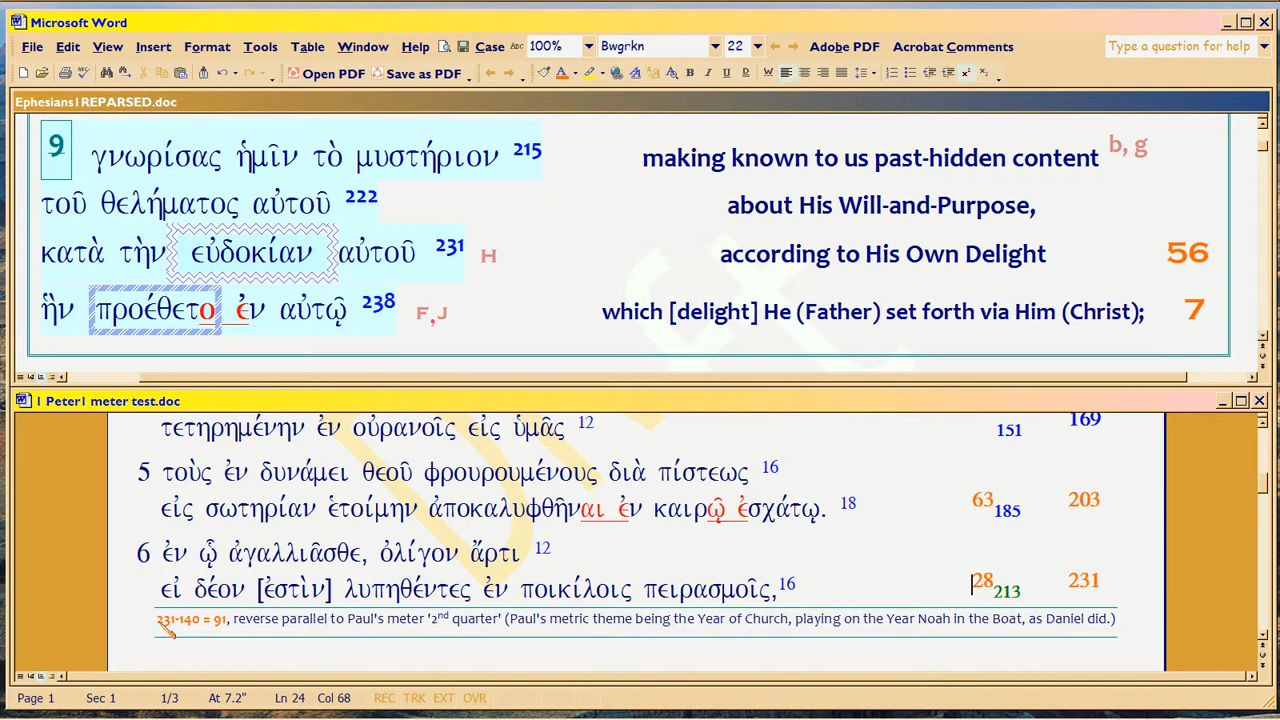 Microsoft Word
File Edit View Insert Format Tools Table Window Help Case 100% Bwgrkn 22 Adobe PDF Acrobat Comments Type a question for help
Open PDF Save as PDF
Ephesians1REPARSED.doc
9 γνωρίσας ἡμῖν τὸ μυστήριον 215 making known to us past-hidden content b, g
τοῦ θελήματος αὐτοῦ 222 about His Will-and-Purpose,
κατὰ τὴν εὐδοκίαν αὐτοῦ 231 H according to His Own Delight 56
ἣν προέθετο ἐν αὐτῷ 238 F,J which [delight] He (Father) set forth via Him (Christ); 7
1 Peter1 meter test.doc
τετηρημένην ἐν οὐρανοῖς εἰς ὑμᾶς 12 151 169
5 τοὺς ἐν δυνάμει θεοῦ φρουρουμένους διὰ πίστεως 16
εἰς σωτηρίαν ἑτοίμην ἀποκαλυφθῆναι ἐν καιρῷ ἐσχάτῳ. 18 63 185 203
6 ἐν ᾧ ἀγαλλιᾶσθε, ὀλίγον ἄρτι 12
εἰ δέον [ἐστὶν] λυπηθέντες ἐν ποικίλοις πειρασμοῖς, 16 28 213 231
231-140 = 91, reverse parallel to Paul's meter '2nd quarter' (Paul's metric theme being the Year of Church, playing on the Year Noah in the Boat, as Daniel did.)
Draft
Page 1 Sec 1 1/3 At 7.2" Ln 24 Col 68 REC TRK EXT OVR